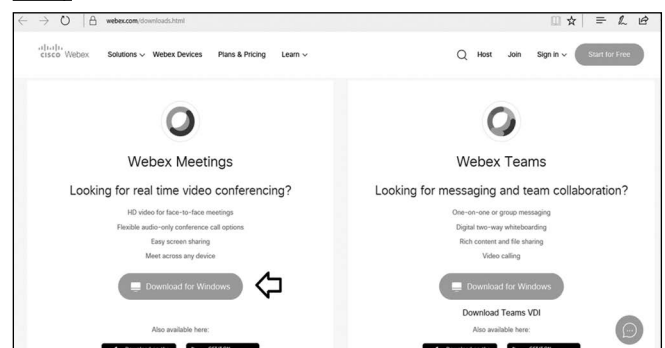 webex.com/downloads.html
cisco Webex Solutions Webex Devices Plans & Pricing Learn Host Join Sign in Start for Free
Webex Meetings
Looking for real time video conferencing?
HD video for face-to-face meetings
Flexible audio-only conference call options
Easy screen sharing
Meet across any device
Download for Windows
Also available here:
Webex Teams
Looking for messaging and team collaboration?
One-on-one or group messaging
Digital two-way whiteboarding
Rich content and file sharing
Video calling
Download for Windows
Download Teams VDI
Also available here: